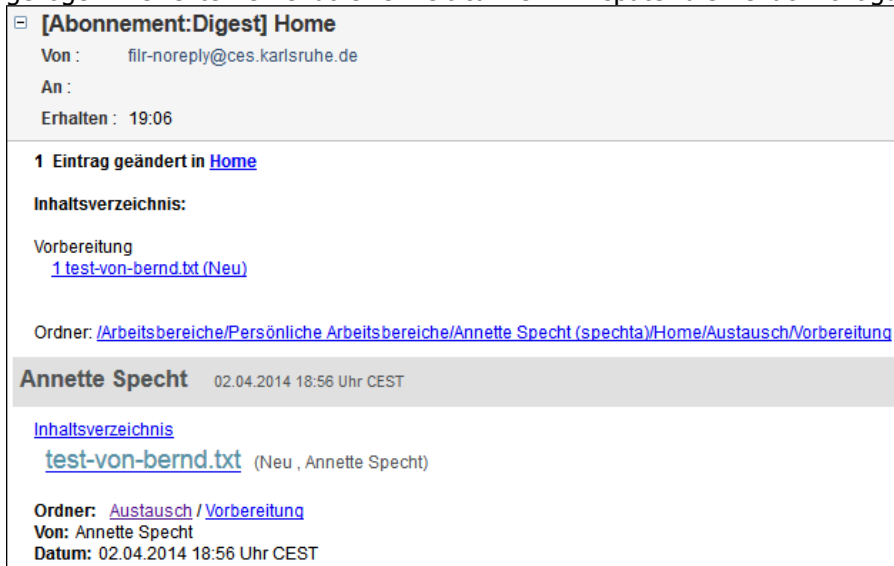 [Abonnement:Digest] Home
Von : filr-noreply@ces.karlsruhe.de
An :
Erhalten : 19:06
1 Eintrag geändert in Home
Inhaltsverzeichnis:
Vorbereitung
1 test-von-bernd.txt (Neu)
Ordner: /Arbeitsbereiche/Persönliche Arbeitsbereiche/Annette Specht (spechta)/Home/Austausch/Vorbereitung
Annette Specht 02.04.2014 18:56 Uhr CEST
Inhaltsverzeichnis
test-von-bernd.txt (Neu , Annette Specht)
Ordner: Austausch / Vorbereitung
Von: Annette Specht
Datum: 02.04.2014 18:56 Uhr CEST